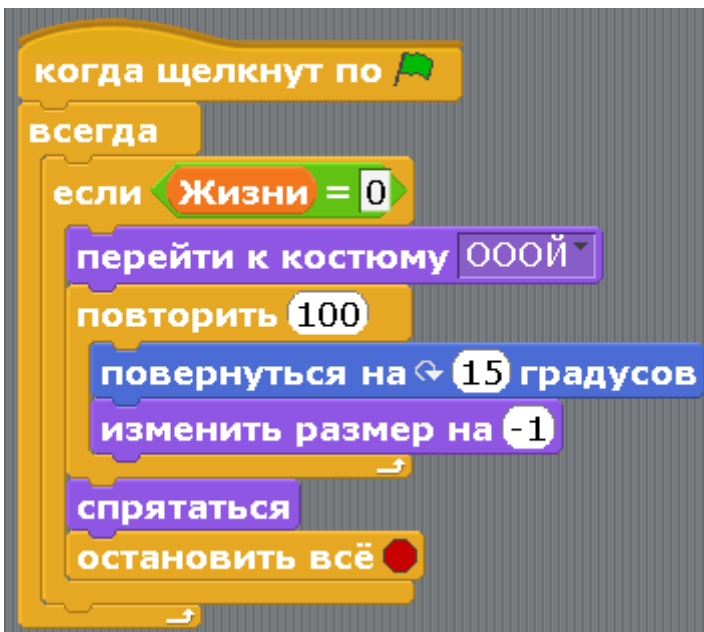 когда щелкнут по
всегда
если Жизни = 0
перейти к костюму ОООЙ
повторить 100
повернуться на 15 градусов
изменить размер на -1
спрятаться
остановить всё